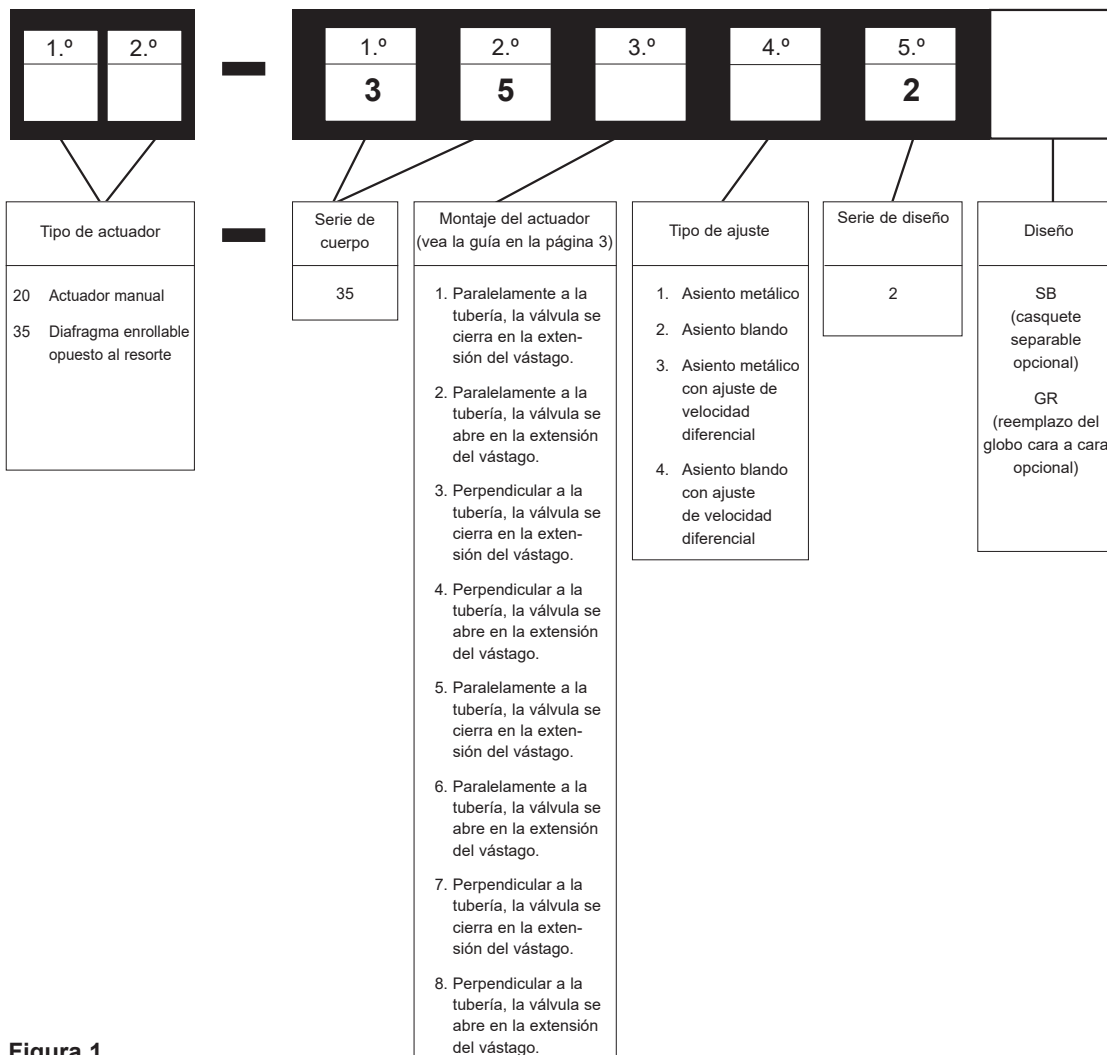 1.º 2.º
1.º 2.º 3.º 4.º 5.º
3 5 2
Tipo de actuador
20 Actuador manual
35 Diafragma enrollable
opuesto al resorte
Serie de
cuerpo
35
Montaje del actuador
(vea la guía en la página 3)
1. Paralelamente a la
tubería, la válvula se
cierra en la exten-
sión del vástago.
2. Paralelamente a la
tubería, la válvula se
abre en la extensión
del vástago.
3. Perpendicular a la
tubería, la válvula se
cierra en la exten-
sión del vástago.
4. Perpendicular a la
tubería, la válvula se
abre en la extensión
del vástago.
5. Paralelamente a la
tubería, la válvula se
cierra en la exten-
sión del vástago.
6. Paralelamente a la
tubería, la válvula se
abre en la extensión
del vástago.
7. Perpendicular a la
tubería, la válvula se
cierra en la exten-
sión del vástago.
8. Perpendicular a la
tubería, la válvula se
abre en la extensión
del vástago.
Tipo de ajuste
1. Asiento metálico
2. Asiento blando
3. Asiento metálico
con ajuste de
velocidad
diferencial
4. Asiento blando
con ajuste
de velocidad
diferencial
Serie de diseño
2
Diseño
SB
(casquete
separable
opcional)
GR
(reemplazo del
globo cara a cara
opcional)
Figura 1